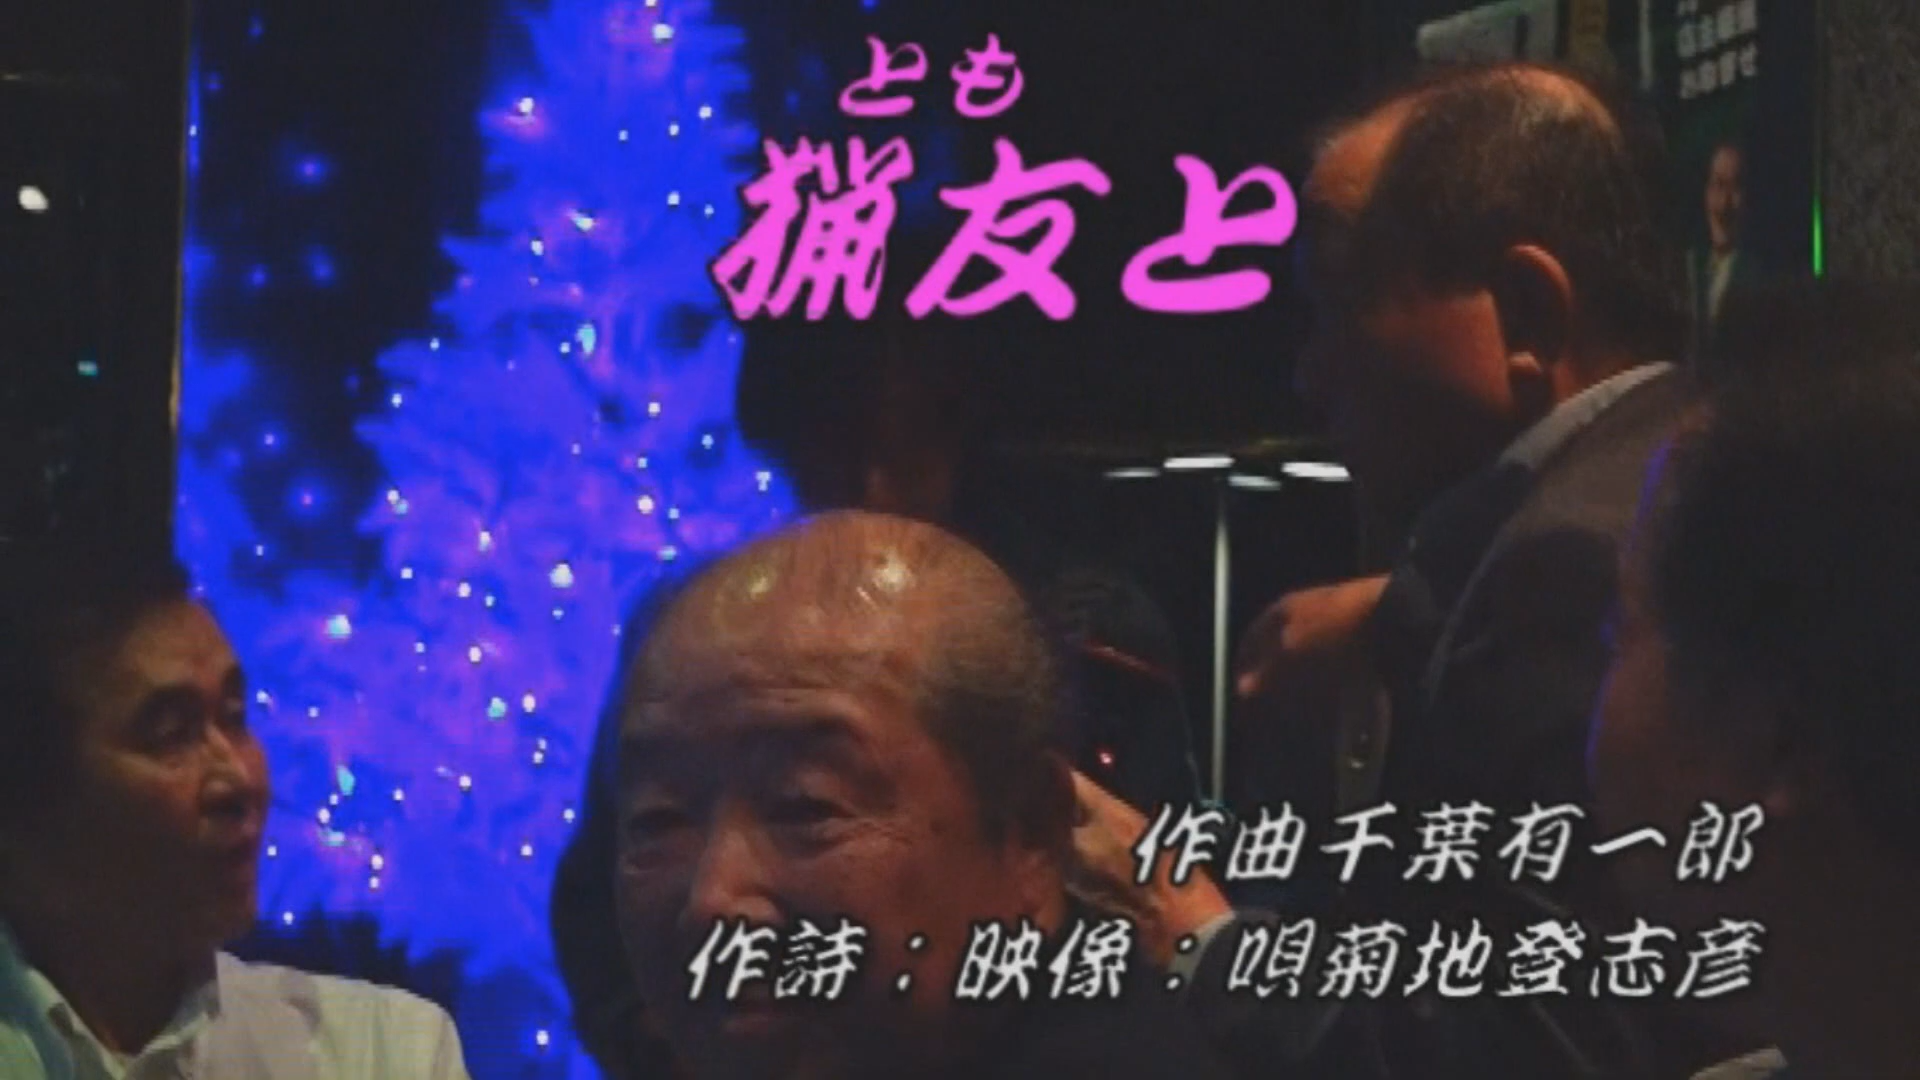 とも
猟友と
作曲千葉有一郎
作詩：映像：唄菊地登志彦